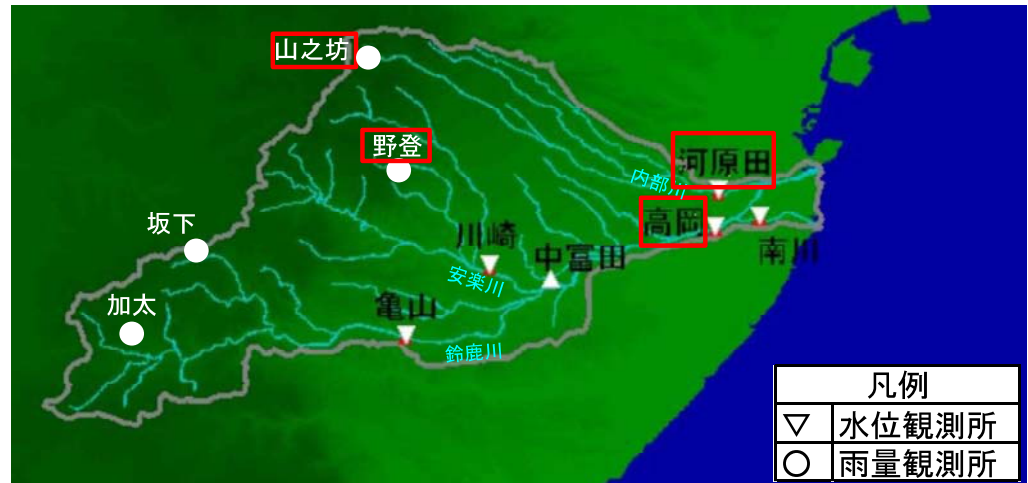 山之坊
野登
河原田
内部川
高岡
坂下
川崎
中富田
南川
安楽川
加太
亀山
鈴鹿川
凡例
水位観測所
雨量観測所